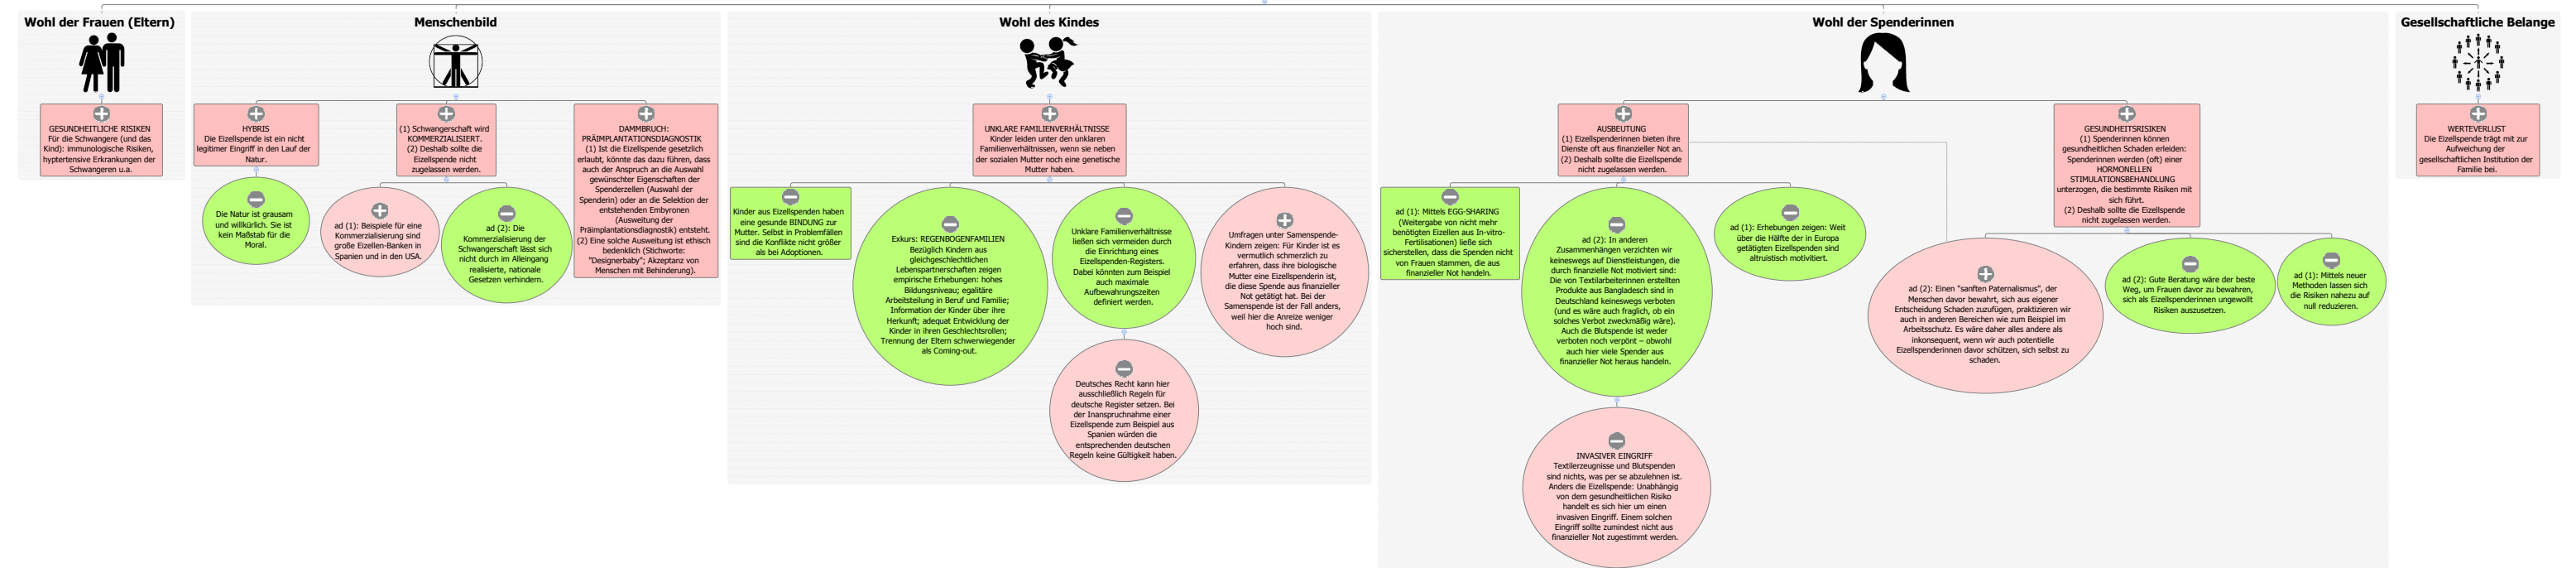 Wohl der Frauen (Eltern)
GESUNDHEITLICHE RISIKEN
Für die Schwangere (und das
Kind): immunologische Risiken,
hyptertensive Erkrankungen der
Schwangeren u.a.
Menschenbild
HYBRIS
Die Eizellspende ist ein nicht
legitimer Eingriff in den Lauf der
Natur.
Die Natur ist grausam
und willkürlich. Sie ist
kein Maßstab für die
Moral.
(1) Schwangerschaft wird
KOMMERZIALISIERT.
(2) Deshalb sollte die
Eizellspende nicht
zugelassen werden.
ad (1): Beispiele für eine
Kommerzialisierung sind
große Eizellen-Banken in
Spanien und in den USA.
ad (2): Die
Kommerzialisierung der
Schwangerschaft lässt sich
nicht durch im Alleingang
realisierte, nationale
Gesetzen verhindern.
DAMMBRUCH:
PRÄIMPLANTATIONSDIAGNOSTIK
(1) Ist die Eizellspende gesetzlich
erlaubt, könnte das dazu führen, dass
auch der Anspruch an die Auswahl
gewünschter Eigenschaften der
Spenderzellen (Auswahl der
Spenderin) oder an die Selektion der
entstehenden Embyronen
(Ausweitung der
Präimplantationsdiagnostik) entsteht.
(2) Eine solche Ausweitung ist ethisch
bedenklich (Stichworte:
"Designerbaby"; Akzeptanz von
Menschen mit Behinderung).
Wohl des Kindes
UNKLARE FAMILIENVERHÄLTNISSE
Kinder leiden unter den unklaren
Familienverhältnissen, wenn sie neben
der sozialen Mutter noch eine genetische
Mutter haben.
Kinder aus Eizellspenden haben
eine gesunde BINDUNG zur
Mutter. Selbst in Problemfällen
sind die Konflikte nicht größer
als bei Adoptionen.
Exkurs: REGENBOGENFAMILIEN
Bezüglich Kindern aus
gleichgeschlechtlichen
Lebenspartnerschaften zeigen
empirische Erhebungen: hohes
Bildungsniveau; egalitäre
Arbeitsteilung in Beruf und Familie;
Information der Kinder über ihre
Herkunft; adequat Entwicklung der
Kinder in ihren Geschlechtsrollen;
Trennung der Eltern schwerwiegender
als Coming-out.
Unklare Familienverhältnisse
ließen sich vermeiden durch
die Einrichtung eines
Eizellspenden-Registers.
Dabei könnten zum Beispiel
auch maximale
Aufbewahrungszeiten
definiert werden.
Deutsches Recht kann hier
ausschließlich Regeln für
deutsche Register setzen. Bei
der Inanspruchnahme einer
Eizellspende zum Beispiel aus
Spanien würden die
entsprechenden deutschen
Regeln keine Gültigkeit haben.
Umfragen unter Samenspende-
Kindern zeigen: Für Kinder ist es
vermutlich schmerzlich zu
erfahren, dass ihre biologische
Mutter eine Eizellspenderin ist,
die diese Spende aus finanzieller
Not getätigt hat. Bei der
Samenspende ist der Fall anders,
weil hier die Anreize weniger
hoch sind.
Wohl der Spenderinnen
AUSBEUTUNG
(1) Eizellspenderinnen bieten ihre
Dienste oft aus finanzieller Not an.
(2) Deshalb sollte die Eizellspende
nicht zugelassen werden.
ad (1): Mittels EGG-SHARING
(Weitergabe von nicht mehr
benötigten Eizellen aus In-vitro-
Fertilisationen) ließe sich
sicherstellen, dass die Spenden nicht
von Frauen stammen, die aus
finanzieller Not handeln.
ad (2): In anderen
Zusammenhängen verzichten wir
keineswegs auf Dienstleistungen, die
durch finanzielle Not motiviert sind:
Die von Textilarbeiterinnen erstellten
Produkte aus Bangladesch sind in
Deutschland keineswegs verboten
(und es wäre auch fraglich, ob ein
solches Verbot zweckmäßig wäre).
Auch die Blutspende ist weder
verboten noch verpönt – obwohl
auch hier viele Spender aus
finanzieller Not heraus handeln.
INVASIVER EINGRIFF
Textilerzeugnisse und Blutspenden
sind nichts, was per se abzulehnen ist.
Anders die Eizellspende: Unabhängig
von dem gesundheitlichen Risiko
handelt es sich hier um einen
invasiven Eingriff. Einem solchen
Eingriff sollte zumindest nicht aus
finanzieller Not zugestimmt werden.
ad (1): Erhebungen zeigen: Weit
über die Hälfte der in Europa
getätigten Eizellspenden sind
altruistisch motivitiert.
GESUNDHEITSRISIKEN
(1) Spenderinnen können
gesundheitlichen Schaden erleiden:
Spenderinnen werden (oft) einer
HORMONELLEN
STIMULATIONSBEHANDLUNG
unterzogen, die bestimmte Risiken mit
sich führt.
(2) Deshalb sollte die Eizellspende
nicht zugelassen werden.
ad (2): Einen "sanften Paternalismus", der
Menschen davor bewahrt, sich aus eigener
Entscheidung Schaden zuzufügen, praktizieren wir
auch in anderen Bereichen wie zum Beispiel im
Arbeitsschutz. Es wäre daher alles andere als
inkonsequent, wenn wir auch potentielle
Eizellspenderinnen davor schützen, sich selbst zu
schaden.
ad (2): Gute Beratung wäre der beste
Weg, um Frauen davor zu bewahren,
sich als Eizellspenderinnen ungewollt
Risiken auszusetzen.
ad (1): Mittels neuer
Methoden lassen sich
die Risiken nahezu auf
null reduzieren.
Gesellschaftliche Belange
WERTEVERLUST
Die Eizellspende trägt mit zur
Aufweichung der
gesellschaftlichen Institution der
Familie bei.